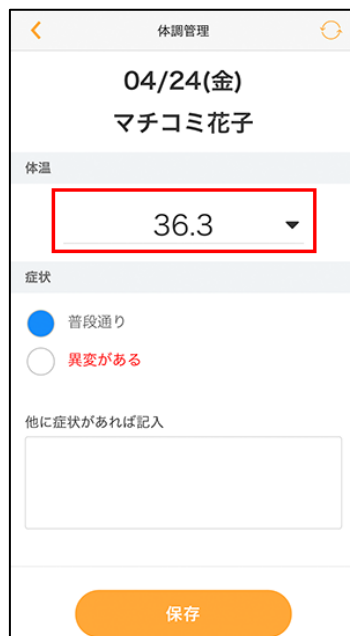 体調管理
04/24(金)
マチコミ花子
体温
36.3
症状
普段通り
異変がある
他に症状があれば記入
保存